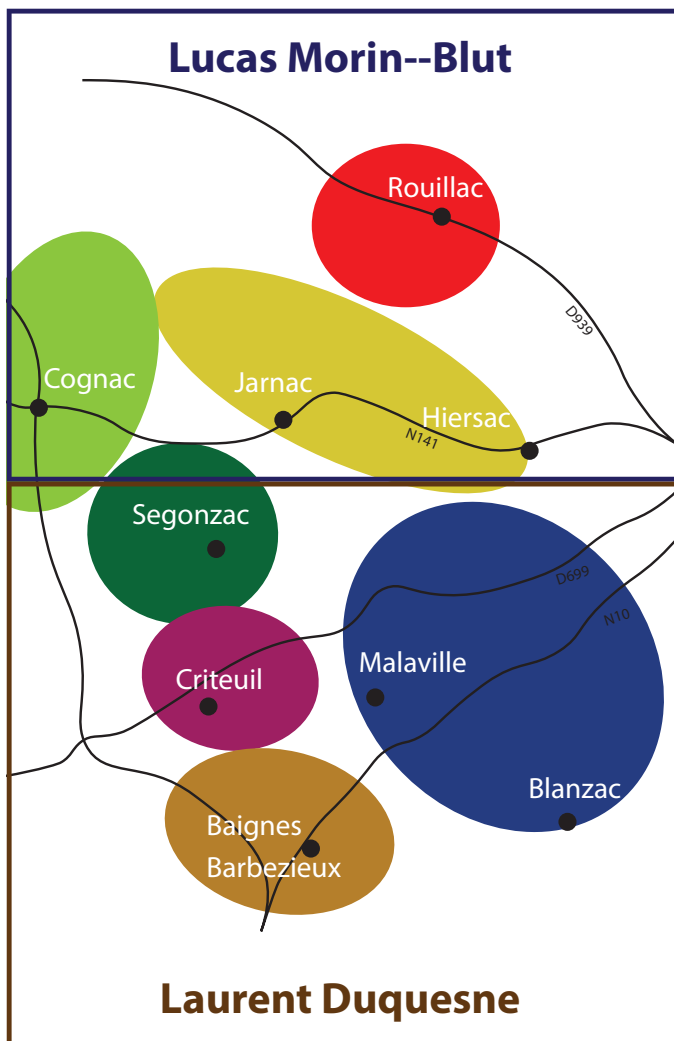 Lucas Morin--Blut
Rouillac
D939
Cognac
Jarnac
Hiersac
N141
Segonzac
D699
N10
Malaville
Criteuil
Blanzac
Baignes
Barbezieux
Laurent Duquesne